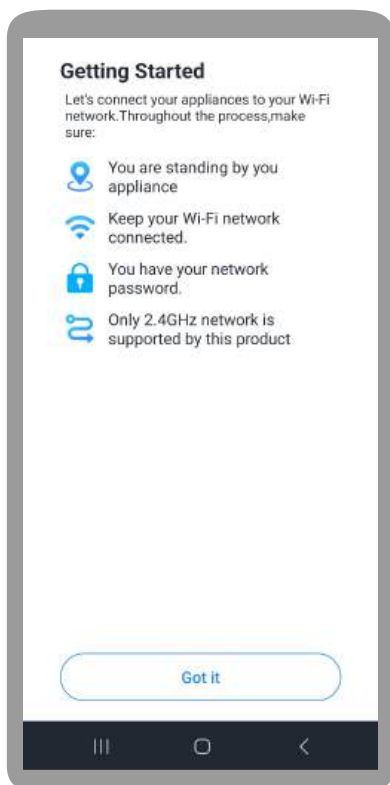 Getting Started
Let's connect your appliances to your Wi-Fi
network.Throughout the process,make
sure:
You are standing by you
appliance
Keep your Wi-Fi network
connected.
You have your network
password.
Only 2.4GHz network is
supported by this product
Got it